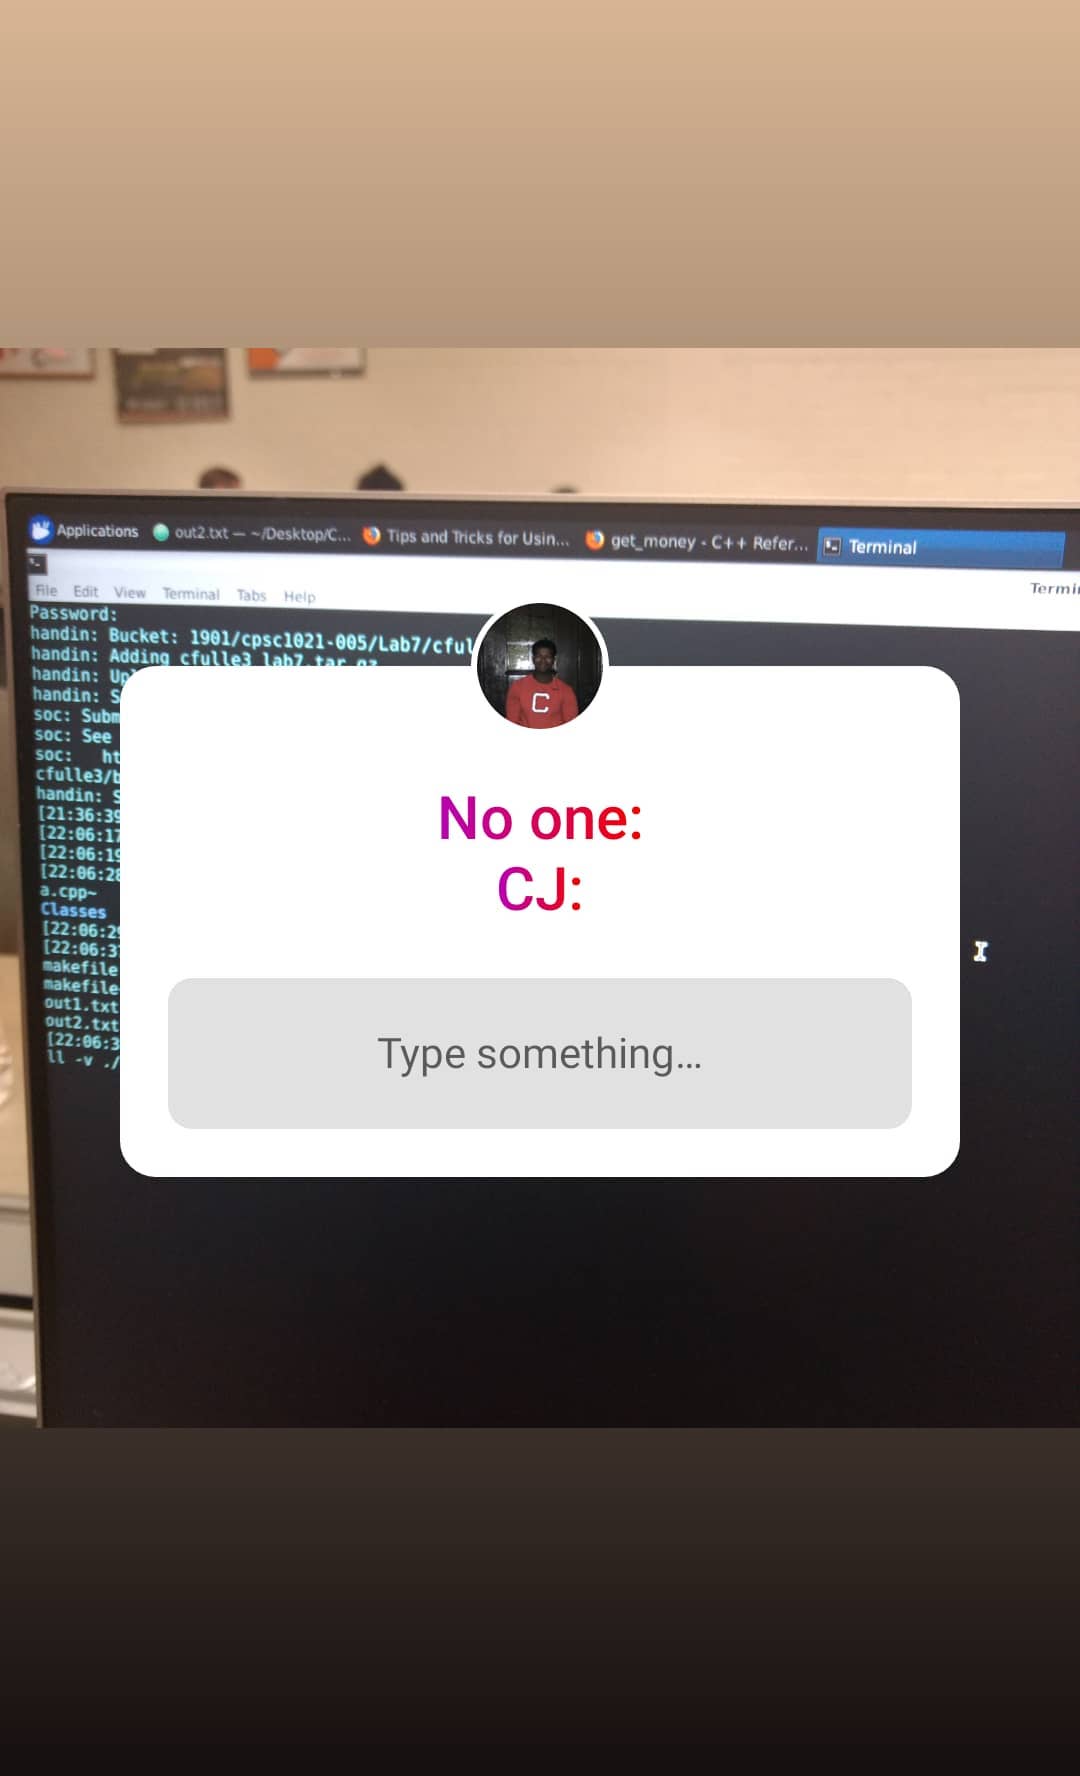 Applications out2.txt — ~/Desktop/C... Tips and Tricks for Usin... get_money - C++ Refer... Terminal
File Edit View Terminal Tabs Help
Password:
handin: Bucket: 1901/cpsc1021-005/Lab7/cful
handin: Adding cfulle3_lab7.tar.gz
handin: Up
handin: S
soc: Subm
soc: See
soc: ht
cfulle3/b
handin: S
[21:36:39
[22:06:17
[22:06:19
[22:06:28
a.cpp~
Classes
[22:06:29
[22:06:3
makefile
makefile
out1.txt
out2.txt
[22:06:3
ll -v ./
C
No one:
CJ:
Type something...